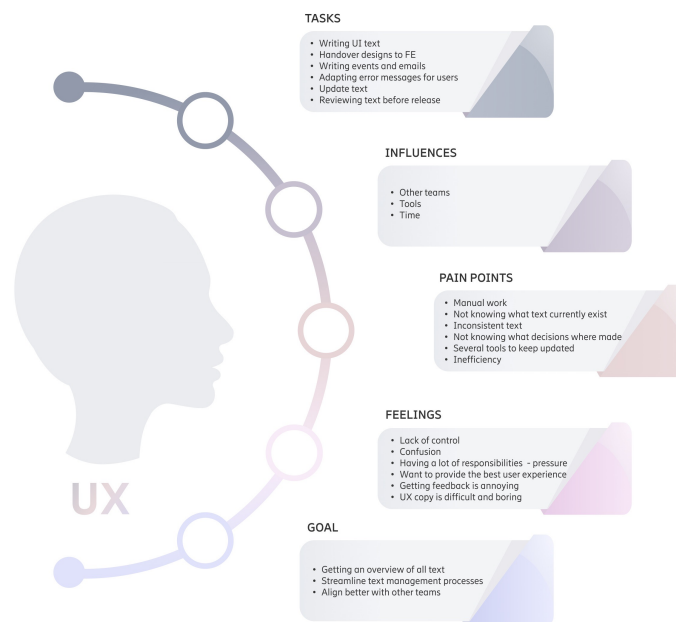 TASKS
• Writing UI text
• Handover designs to FE
• Writing events and emails
• Adapting error messages for users
• Update text
• Reviewing text before release
INFLUENCES
• Other teams
• Tools
• Time
PAIN POINTS
• Manual work
• Not knowing what text currently exist
• Inconsistent text
• Not knowing what decisions where made
• Several tools to keep updated
• Inefficiency
FEELINGS
• Lack of control
• Confusion
• Having a lot of responsibilities - pressure
• Want to provide the best user experience
• Getting feedback is annoying
• UX copy is difficult and boring
UX
GOAL
• Getting an overview of all text
• Streamline text management processes
• Align better with other teams